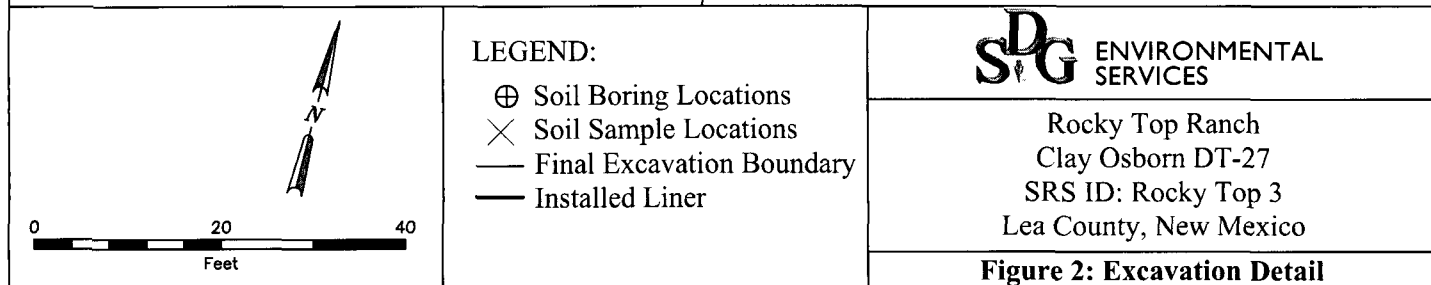 N
0 20 40
Feet
LEGEND:
Soil Boring Locations
Soil Sample Locations
Final Excavation Boundary
Installed Liner
SDG ENVIRONMENTAL
SERVICES
Rocky Top Ranch
Clay Osborn DT-27
SRS ID: Rocky Top 3
Lea County, New Mexico
Figure 2: Excavation Detail